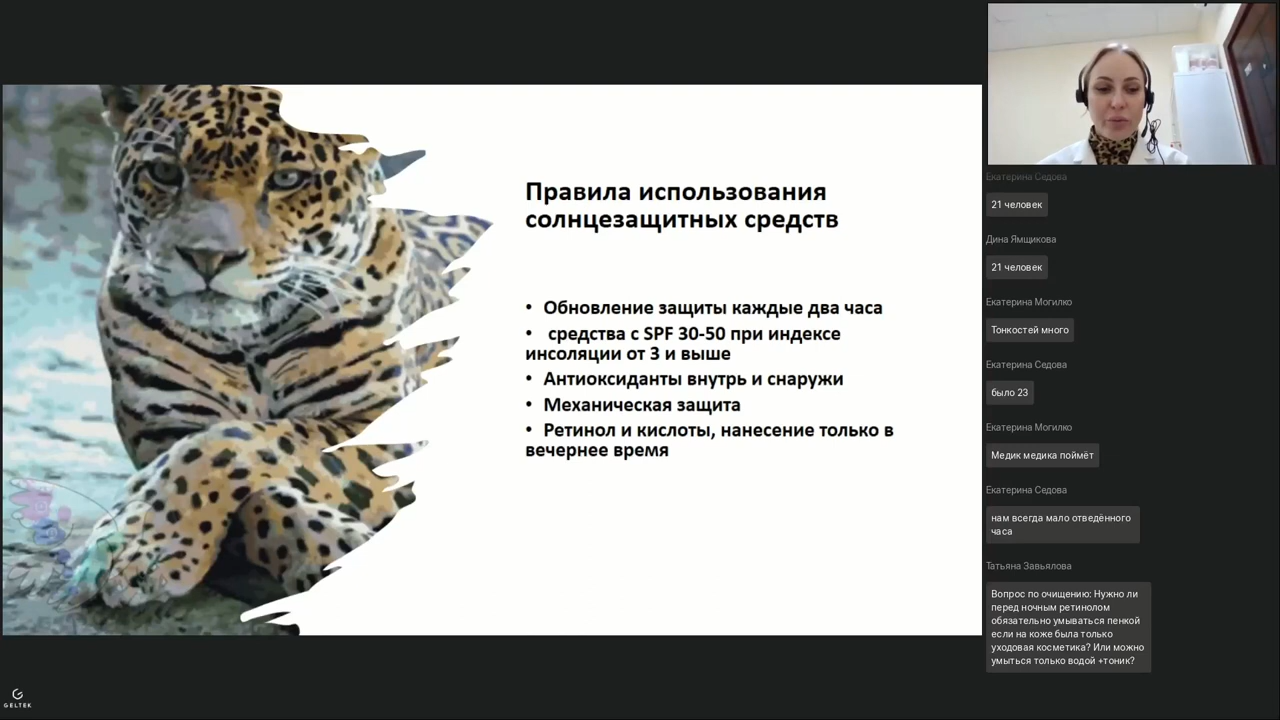 Правила использования
солнцезащитных средств
• Обновление защиты каждые два часа
• средства с SPF 30-50 при индексе
инсоляции от 3 и выше
• Антиоксиданты внутрь и снаружи
• Механическая защита
• Ретинол и кислоты, нанесение только в
вечернее время
GELTEK
Екатерина Седова
21 человек
Дина Ямщикова
21 человек
Екатерина Могилко
Тонкостей много
Екатерина Седова
было 23
Екатерина Могилко
Медик медика поймёт
Екатерина Седова
нам всегда мало отведённого
часа
Татьяна Завьялова
Вопрос по очищению: Нужно ли
перед ночным ретинолом
обязательно умываться пенкой
если на коже была только
уходовая косметика? Или можно
умыться только водой +тоник?